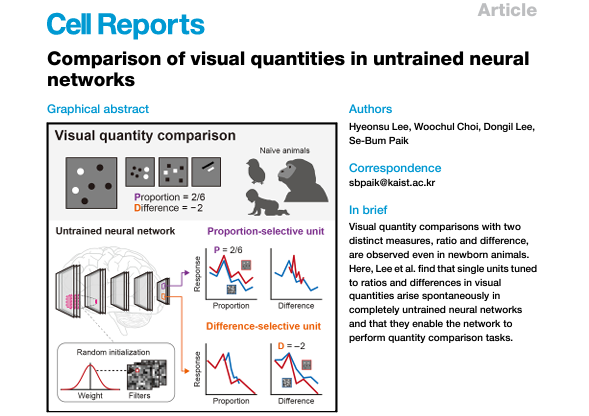 Article
Cell Reports
Comparison of visual quantities in untrained neural
networks
Graphical abstract
Visual quantity comparison
Naïve animals
Proportion = 2/6
Difference = −2
Untrained neural network
Proportion-selective unit
P = 2/6
Response
Proportion
Difference
Difference-selective unit
D = −2
Response
Proportion
Difference
P
D
Random initialization
Weight
Filters
Authors
Hyeonsu Lee, Woochul Choi, Dongil Lee,
Se-Bum Paik
Correspondence
sbpaik@kaist.ac.kr
In brief
Visual quantity comparisons with two
distinct measures, ratio and difference,
are observed even in newborn animals.
Here, Lee et al. find that single units tuned
to ratios and differences in visual
quantities arise spontaneously in
completely untrained neural networks
and that they enable the network to
perform quantity comparison tasks.